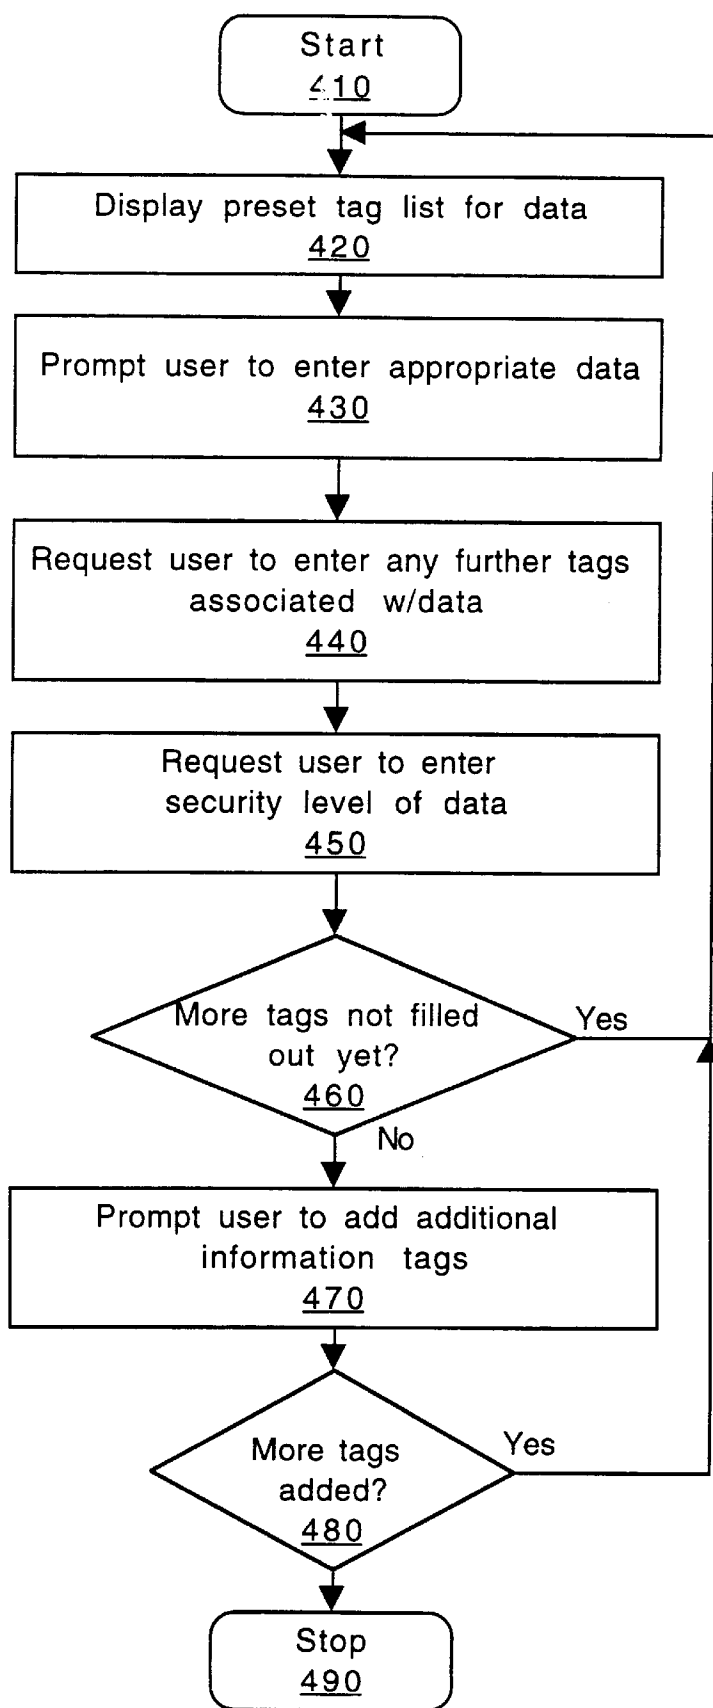 Start
410
Display preset tag list for data
420
Prompt user to enter appropriate data
430
Request user to enter any further tags
associated w/data
440
Request user to enter
security level of data
450
More tags not filled
out yet?
460
Yes
No
Prompt user to add additional
information tags
470
More tags
added?
480
Yes
Stop
490